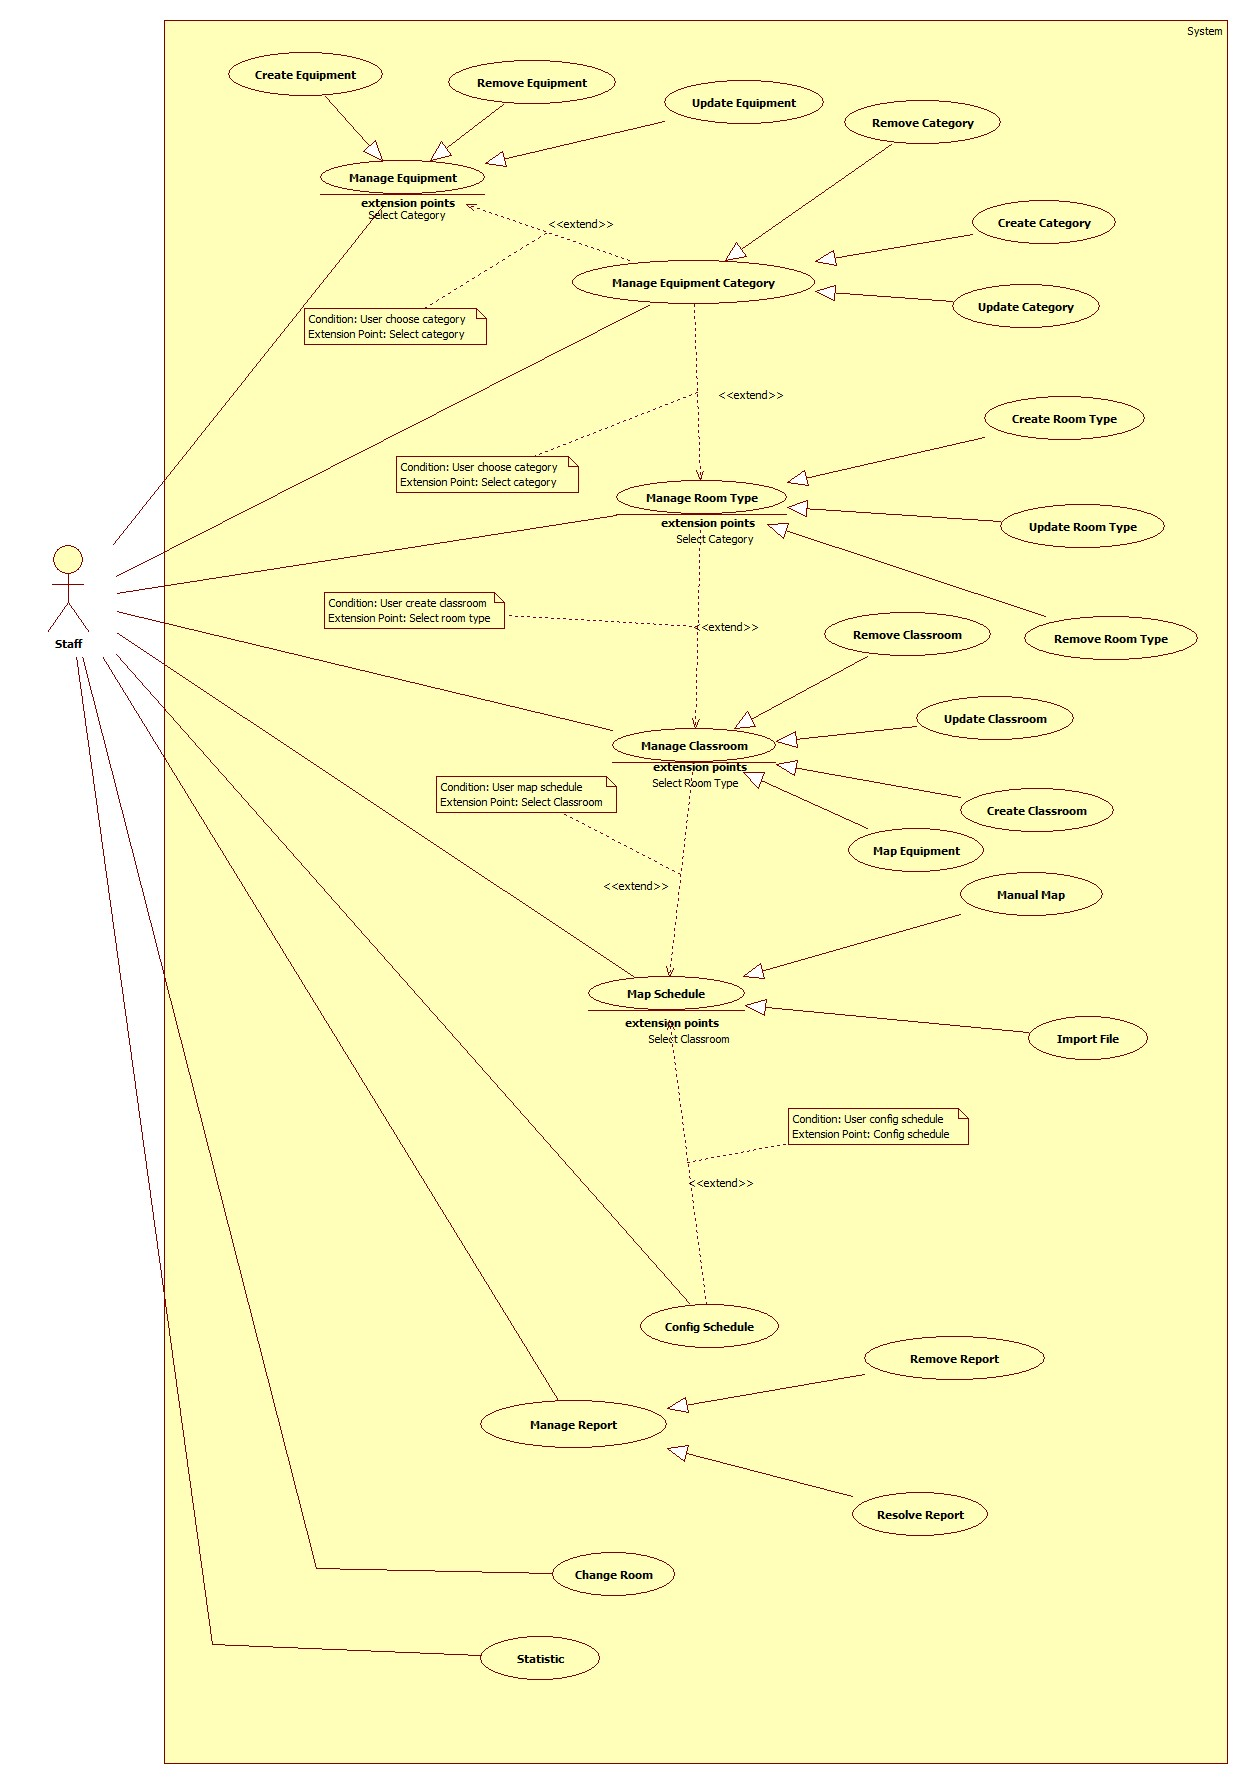 System
Create Equipment
Remove Equipment
Update Equipment
Remove Category
Manage Equipment
extension points
Select Category
<<extend>>
Create Category
Manage Equipment Category
Update Category
Condition: User choose category
Extension Point: Select category
<<extend>>
Create Room Type
Condition: User choose category
Extension Point: Select category
Manage Room Type
extension points
Select Category
Update Room Type
Condition: User create classroom
Extension Point: Select room type
<<extend>>
Remove Classroom
Remove Room Type
Staff
Update Classroom
Manage Classroom
extension points
Select Room Type
Condition: User map schedule
Extension Point: Select Classroom
Create Classroom
Map Equipment
<<extend>>
Manual Map
Map Schedule
extension points
Select Classroom
Import File
Condition: User config schedule
Extension Point: Config schedule
<<extend>>
Config Schedule
Remove Report
Manage Report
Resolve Report
Change Room
Statistic